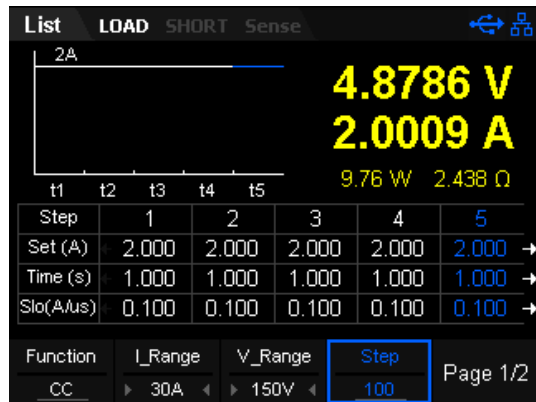 List LOAD SHORT Sense
2A
4.8786 V
2.0009 A
9.76 W 2.438 Ω
t1 t2 t3 t4 t5
Step 1 2 3 4 5
Set (A) 2.000 2.000 2.000 2.000 2.000
Time (s) 1.000 1.000 1.000 1.000 1.000
Slo(A/us) 0.100 0.100 0.100 0.100 0.100
Function I_Range V_Range Step Page 1/2
CC 30A 150V 100